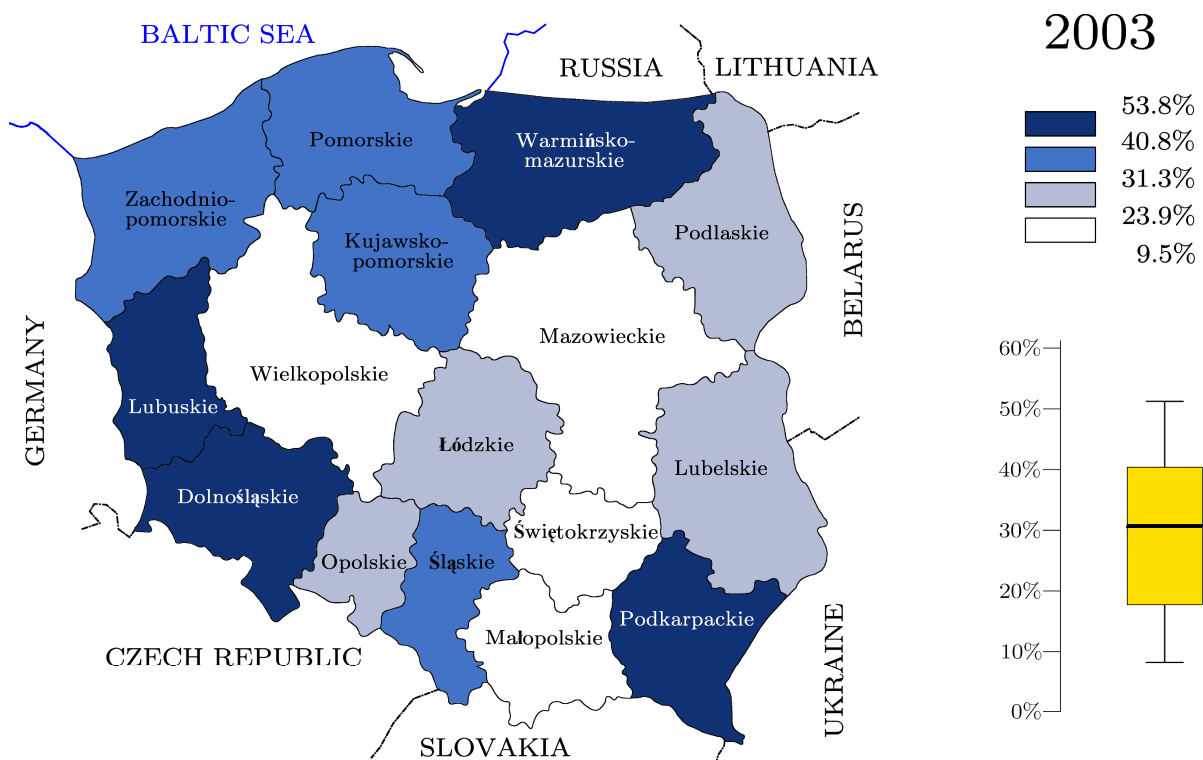 BALTIC SEA
2003
RUSSIA
LITHUANIA
53.8%
40.8%
31.3%
23.9%
9.5%
Pomorskie
Warmińsko-
mazurskie
Zachodnio-
pomorskie
Kujawsko-
pomorskie
Podlaskie
BELARUS
GERMANY
Mazowieckie
Wielkopolskie
Lubuskie
Łódzkie
Lubelskie
Dolnośląskie
Świętokrzyskie
Opolskie
Śląskie
Podkarpackie
Małopolskie
CZECH REPUBLIC
UKRAINE
SLOVAKIA
60%
50%
40%
30%
20%
10%
0%